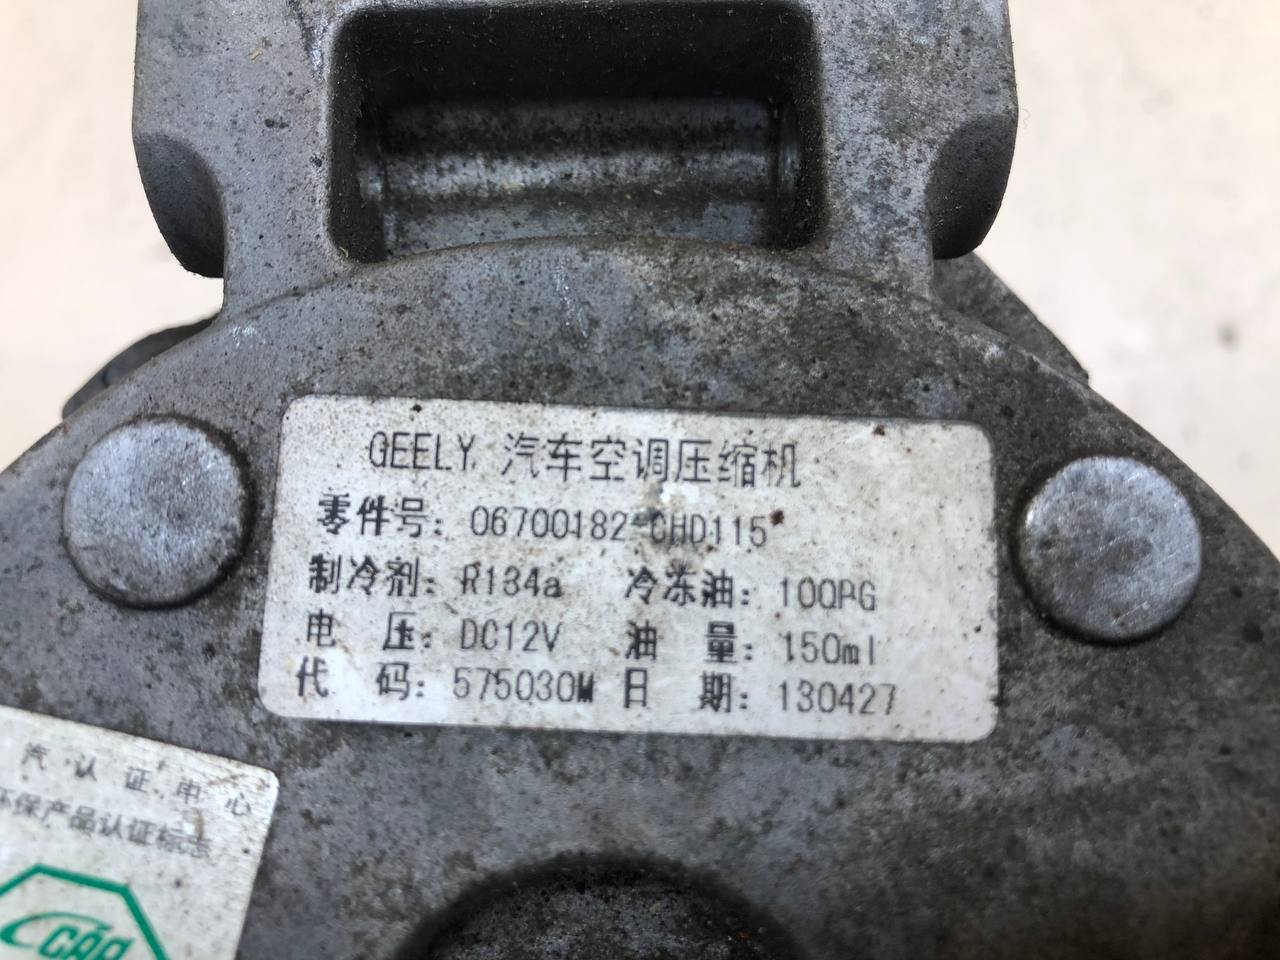 GEELY 汽车空调压缩机
零件号: 06700182-CHD115
制冷剂: R134a 冷冻油: 100PG
电 压: DC12V 油 量: 150ml
代 码: 575030M 日 期: 130427
汽 认 证 中 心
环保产品认证标志